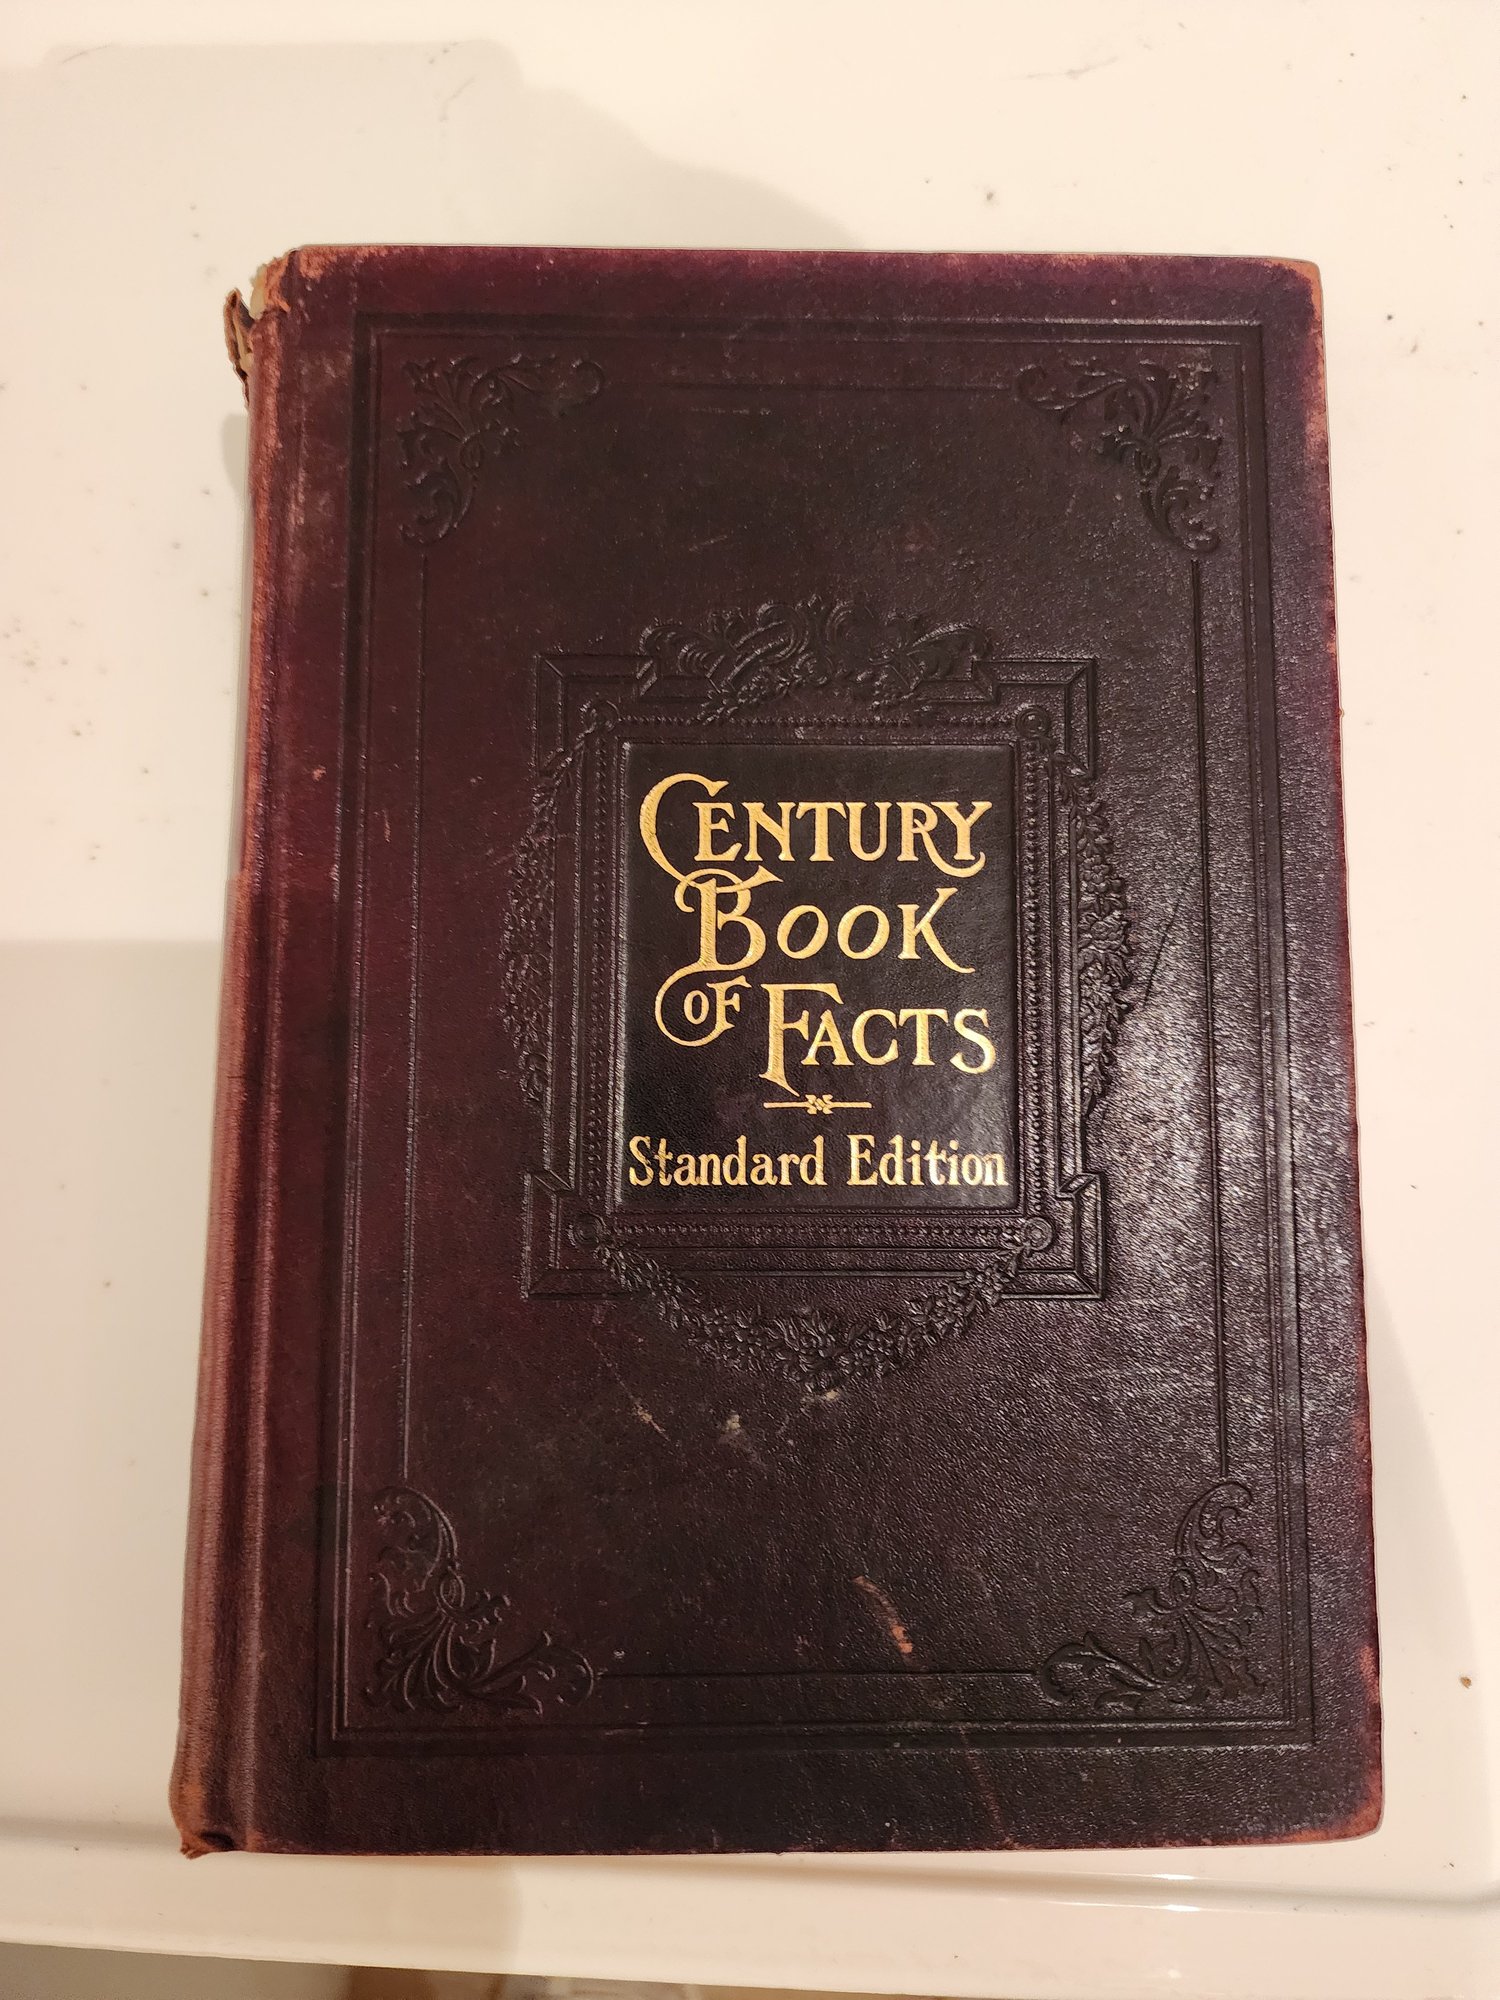 CENTURY
BOOK
OF FACTS
Standard Edition